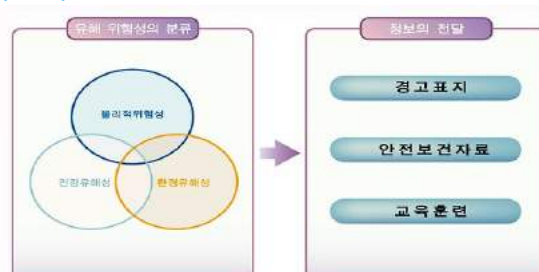 유해 위험성의 분류
물리적위험성
건강유해성
환경유해성
정보의 전달
경고표지
안전보건자료
교육훈련